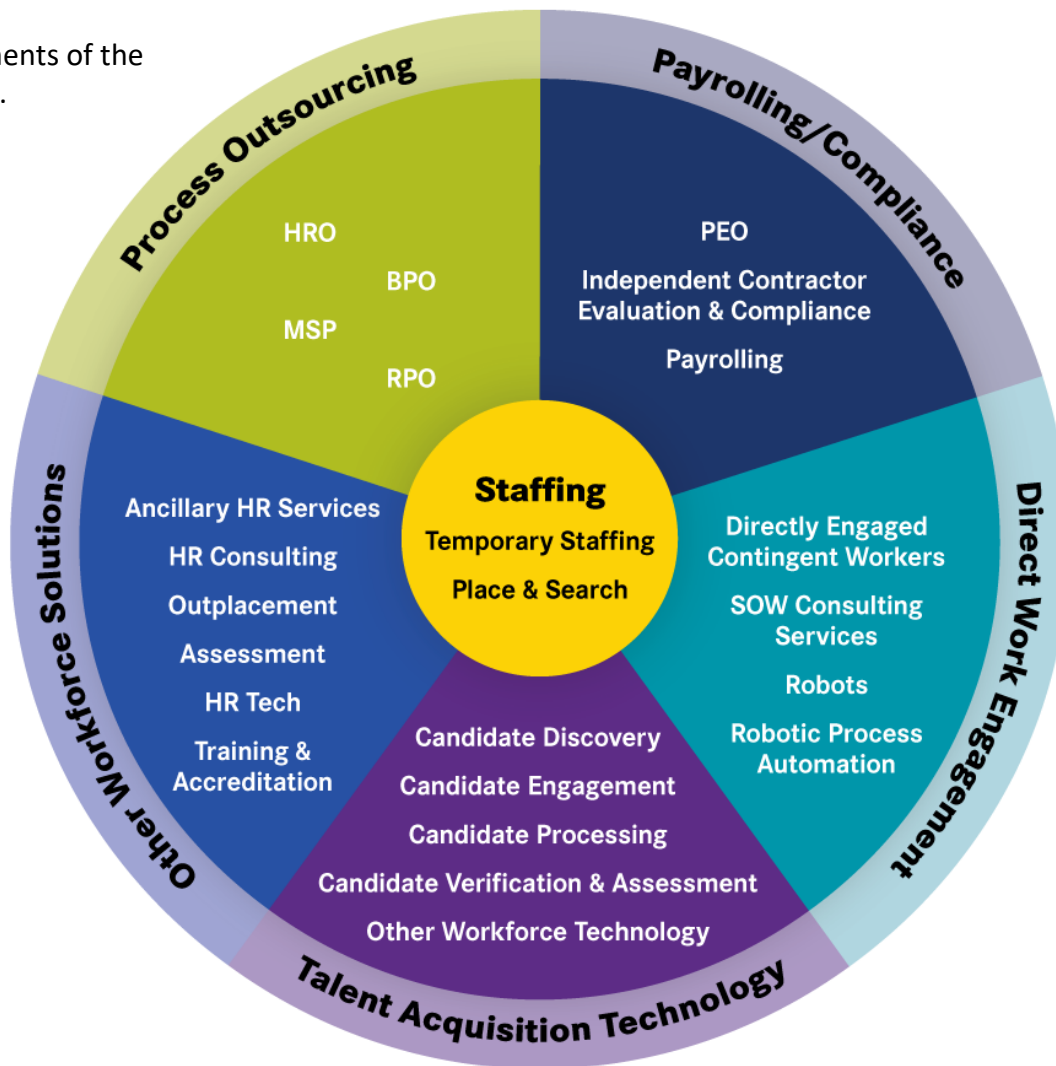 ments of the
.
Process Outsourcing
HRO
BPO
MSP
RPO
Payrolling/Compliance
PEO
Independent Contractor
Evaluation & Compliance
Payrolling
Direct Work Engagement
Directly Engaged
Contingent Workers
SOW Consulting
Services
Robots
Robotic Process
Automation
Talent Acquisition Technology
Candidate Discovery
Candidate Engagement
Candidate Processing
Candidate Verification & Assessment
Other Workforce Technology
Other Workforce Solutions
Ancillary HR Services
HR Consulting
Outplacement
Assessment
HR Tech
Training &
Accreditation
Staffing
Temporary Staffing
Place & Search